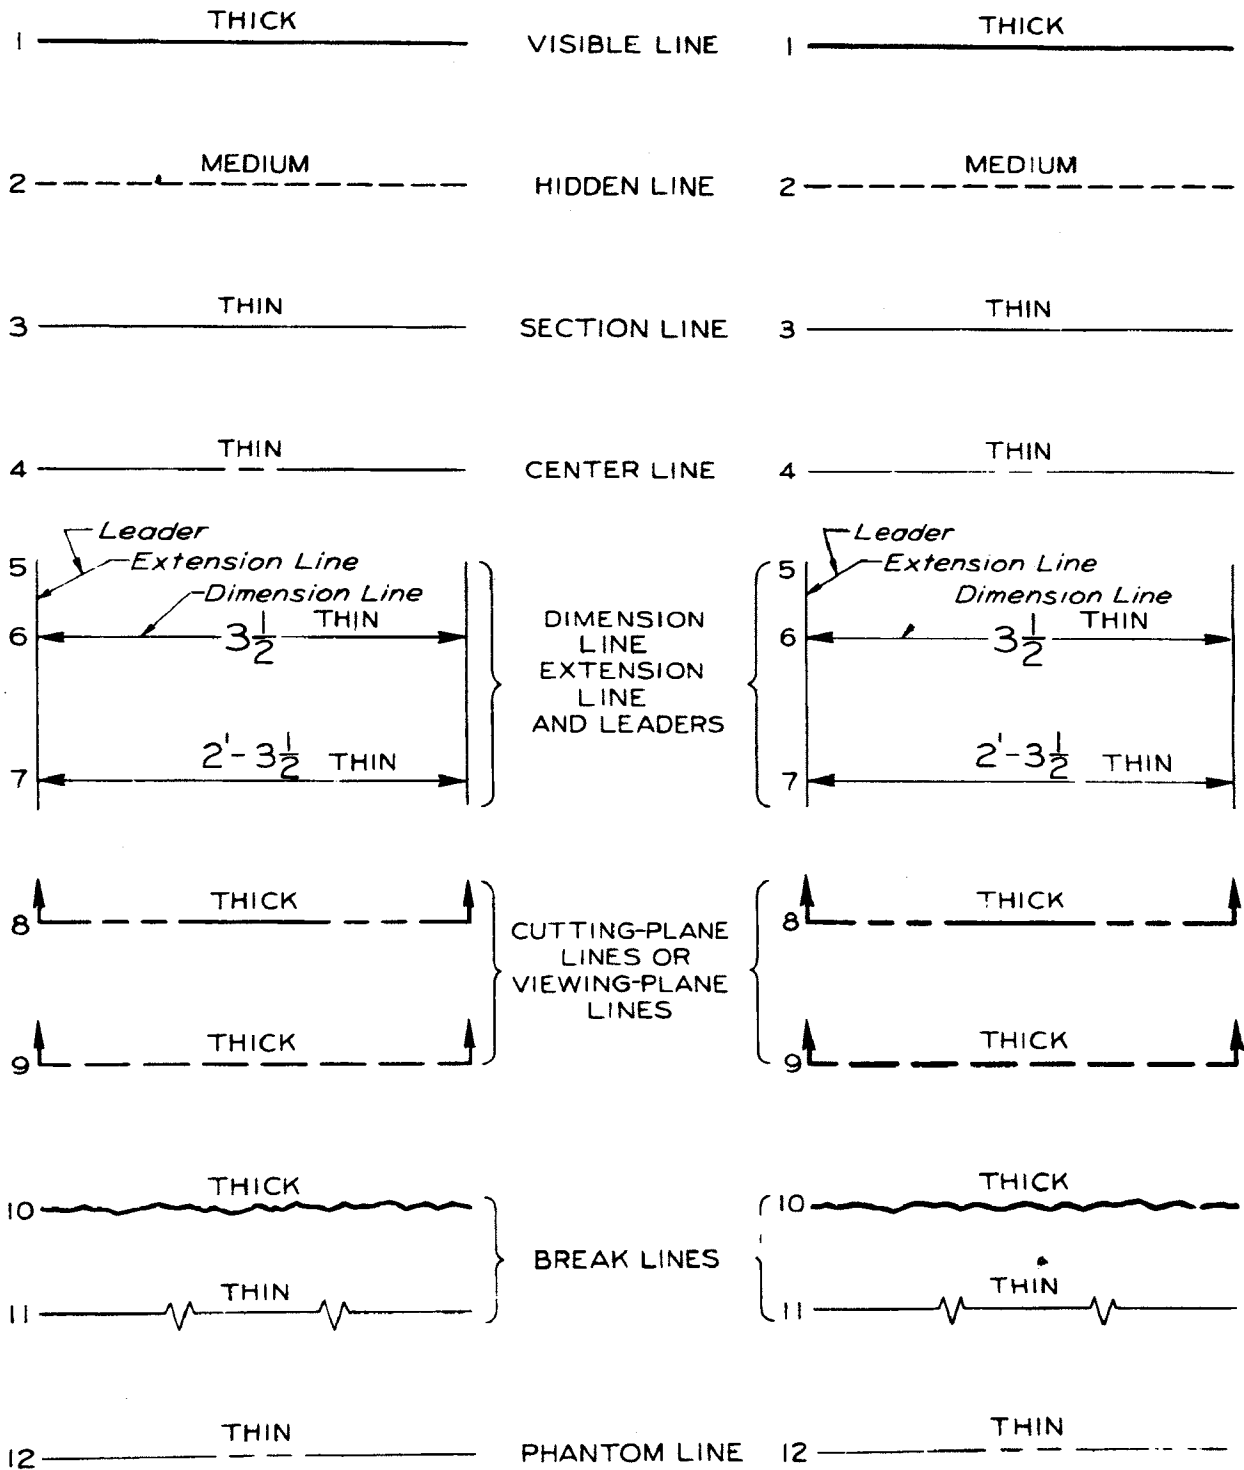 THICK
1 VISIBLE LINE 1
THICK
MEDIUM
2 HIDDEN LINE 2
MEDIUM
THIN
3 SECTION LINE 3
THIN
THIN
4 CENTER LINE 4
THIN
Leader
5 Extension Line
Dimension Line
6 3 1/2 THIN
2'-3 1/2 THIN
7
DIMENSION
LINE
EXTENSION
LINE
AND LEADERS
Leader
5 Extension Line
Dimension Line
6 3 1/2 THIN
2'-3 1/2 THIN
7
THICK
8
THICK
9
CUTTING-PLANE
LINES OR
VIEWING-PLANE
LINES
THICK
8
THICK
9
THICK
10
THIN
11
BREAK LINES
THICK
10
THIN
11
THIN
12 PHANTOM LINE 12
THIN